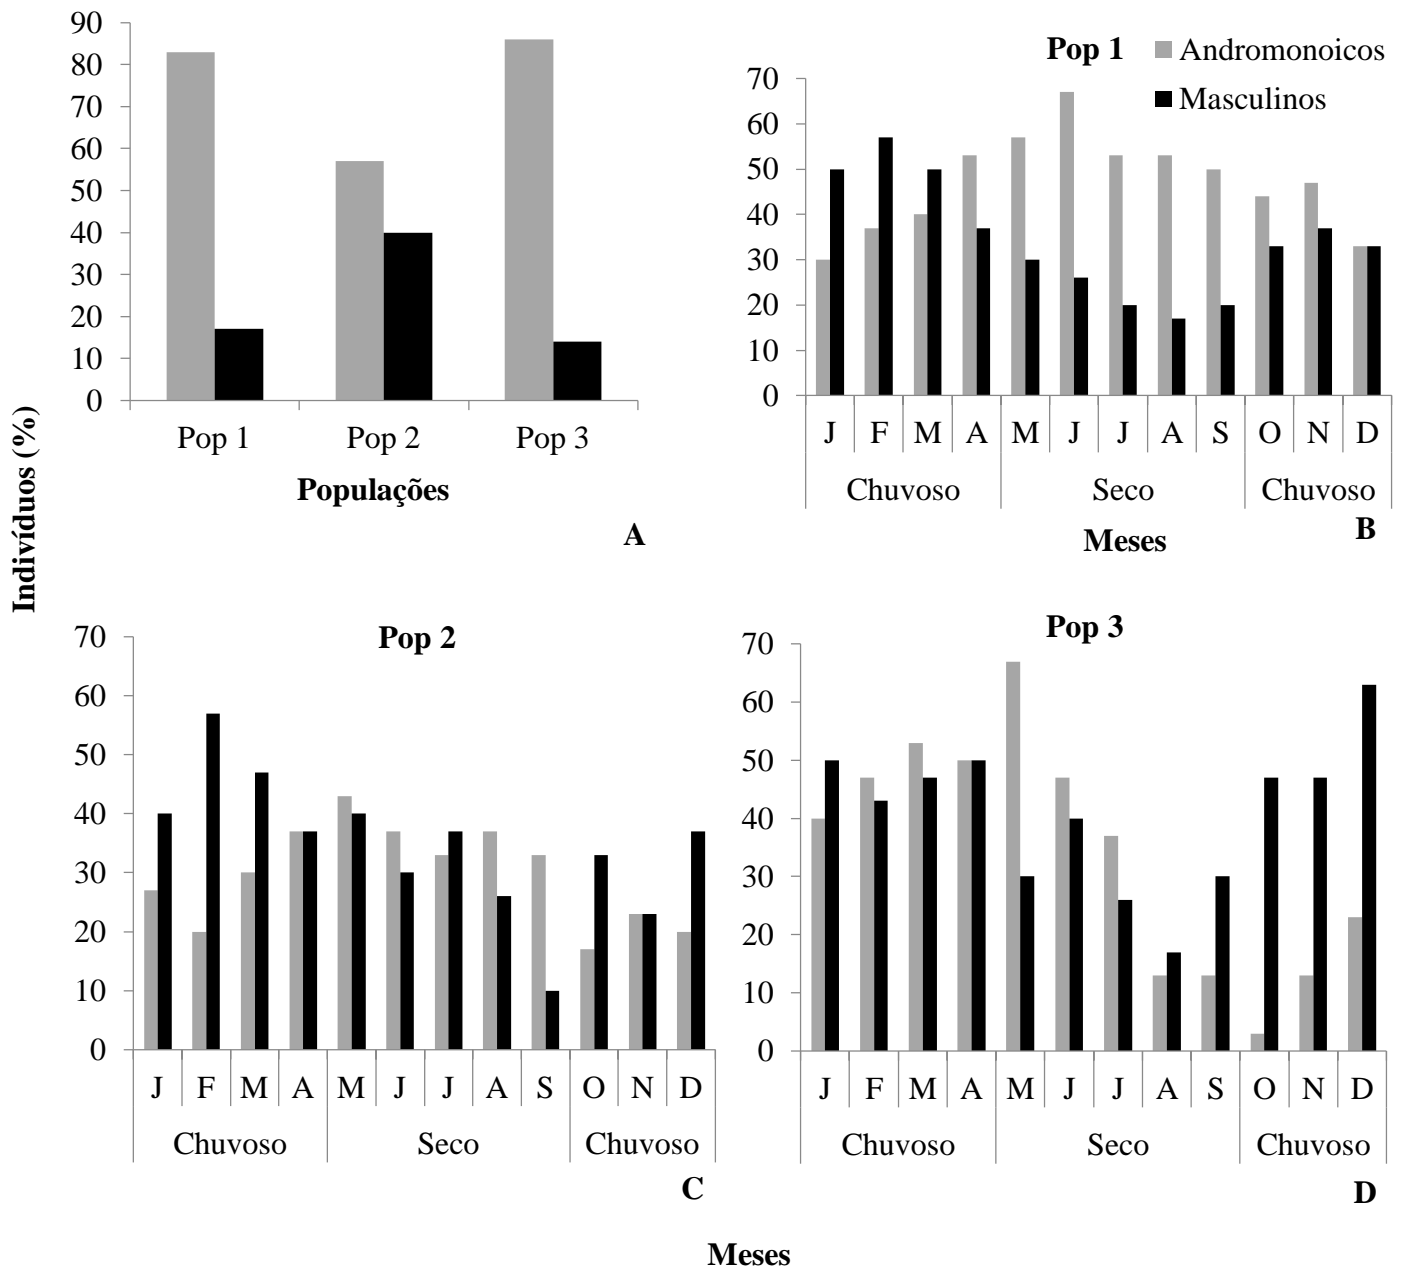 Indivíduos (%)
90
80
70
60
50
40
30
20
10
0
Pop 1 Pop 2 Pop 3
Populações
A
Pop 1
Andromonoicos
Masculinos
70
60
50
40
30
20
10
0
J F M A M J J A S O N D
Chuvoso Seco Chuvoso
Meses
B
Pop 2
70
60
50
40
30
20
10
0
J F M A M J J A S O N D
Chuvoso Seco Chuvoso
C
Pop 3
70
60
50
40
30
20
10
0
J F M A M J J A S O N D
Chuvoso Seco Chuvoso
D
Meses